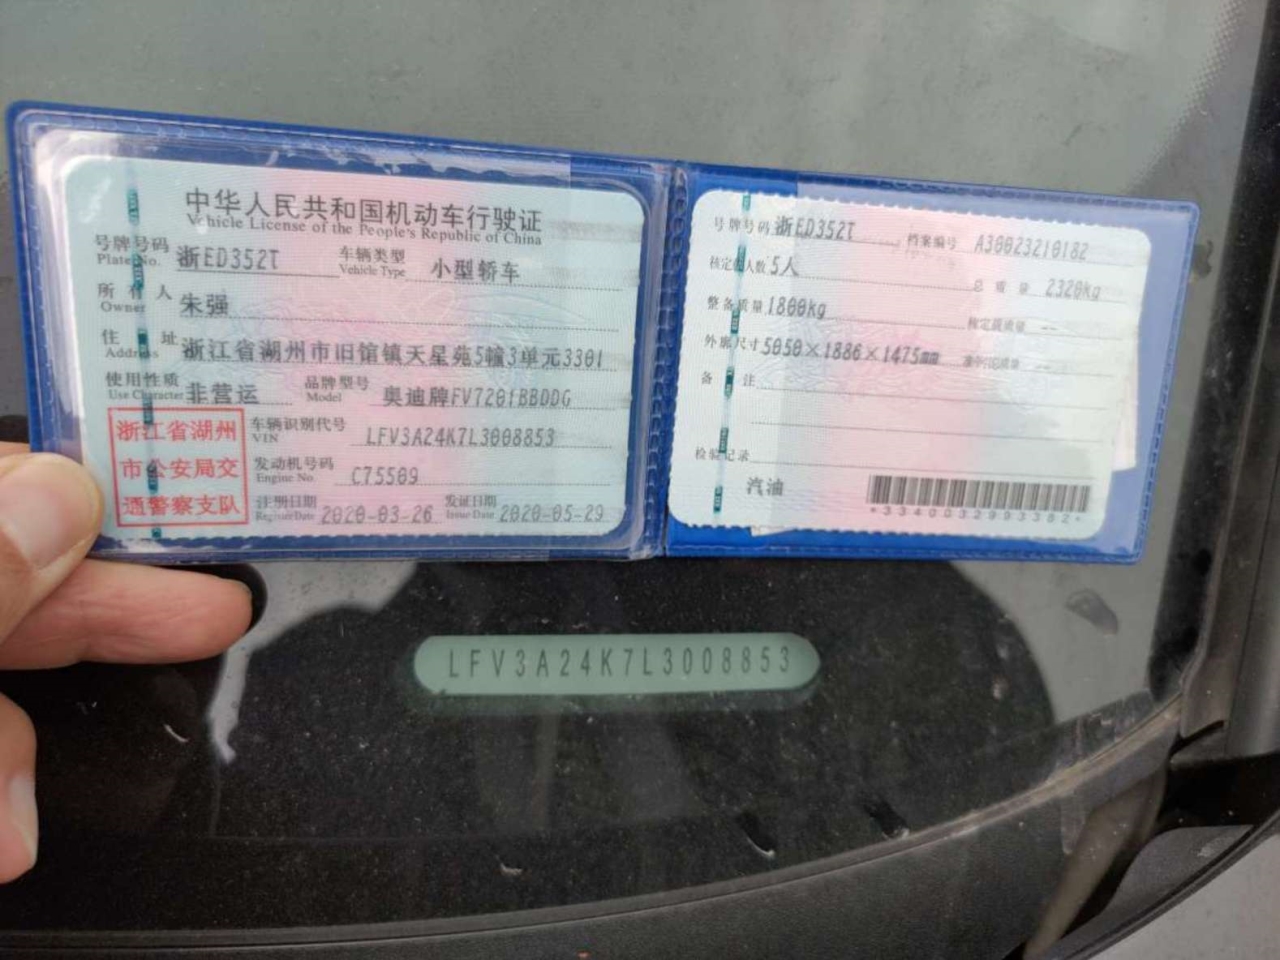 中华人民共和国机动车行驶证
Vehicle License of the People's Republic of China
号牌号码 浙ED352T 车辆类型 小型轿车
Plate No. Vehicle Type
所有人 朱强
Owner
住址 浙江省湖州市旧馆镇天星苑5幢3单元3301
Address
使用性质 非营运 品牌型号 奥迪牌FV7201BBDDG
Use Character Model
浙江省湖州
市公安局交
通警察支队
车辆识别代号 LFV3A24K7L3008853
VIN
发动机号码 C75509
Engine No.
注册日期 2020-03-26 发证日期 2020-05-29
Register Date Issue Date
号牌号码 浙ED352T 档案编号 A30023210182
核定载人数 5人 总质量 2320kg
整备质量 1800kg 核定载质量 --
外廓尺寸 5050×1886×1475mm 准牵引总质量 --
备注
检验记录
汽油
LFV3A24K7L3008853